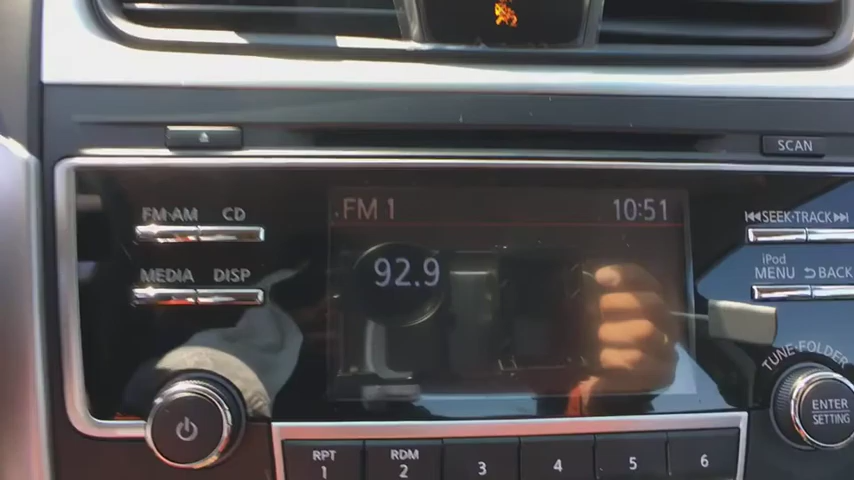 SCAN
FM·AM CD
FM 1 10:51
SEEK·TRACK
MEDIA DISP
92.9
iPod
MENU BACK
TUNE·FOLDER
ENTER
SETTING
RPT RDM
1 2 3 4 5 6